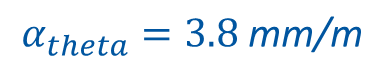 α_theta = 3.8 mm/m